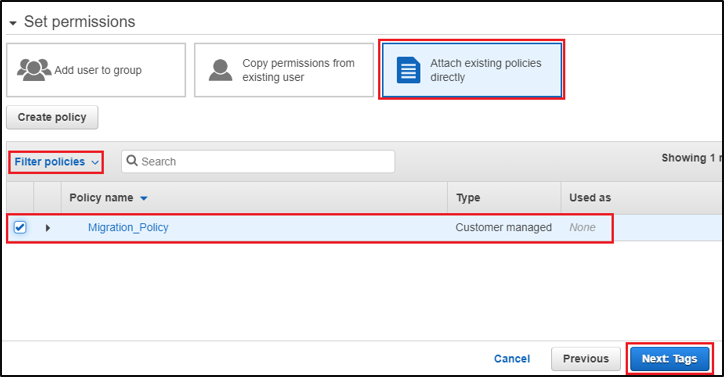 Set permissions
Add user to group
Copy permissions from
existing user
Attach existing policies
directly
Create policy
Filter policies
Search
Showing 1
Policy name
Type
Used as
Migration_Policy
Customer managed
None
Cancel
Previous
Next: Tags